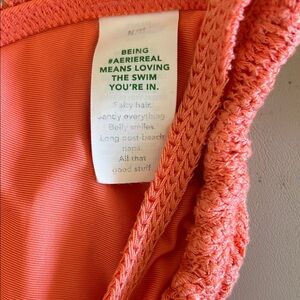 BEING
#AERIEREAL
MEANS LOVING
THE SWIM
YOU'RE IN.
Salty hair.
Sandy everything.
Belly smiles.
Long post-beach
naps.
All that
good stuff.